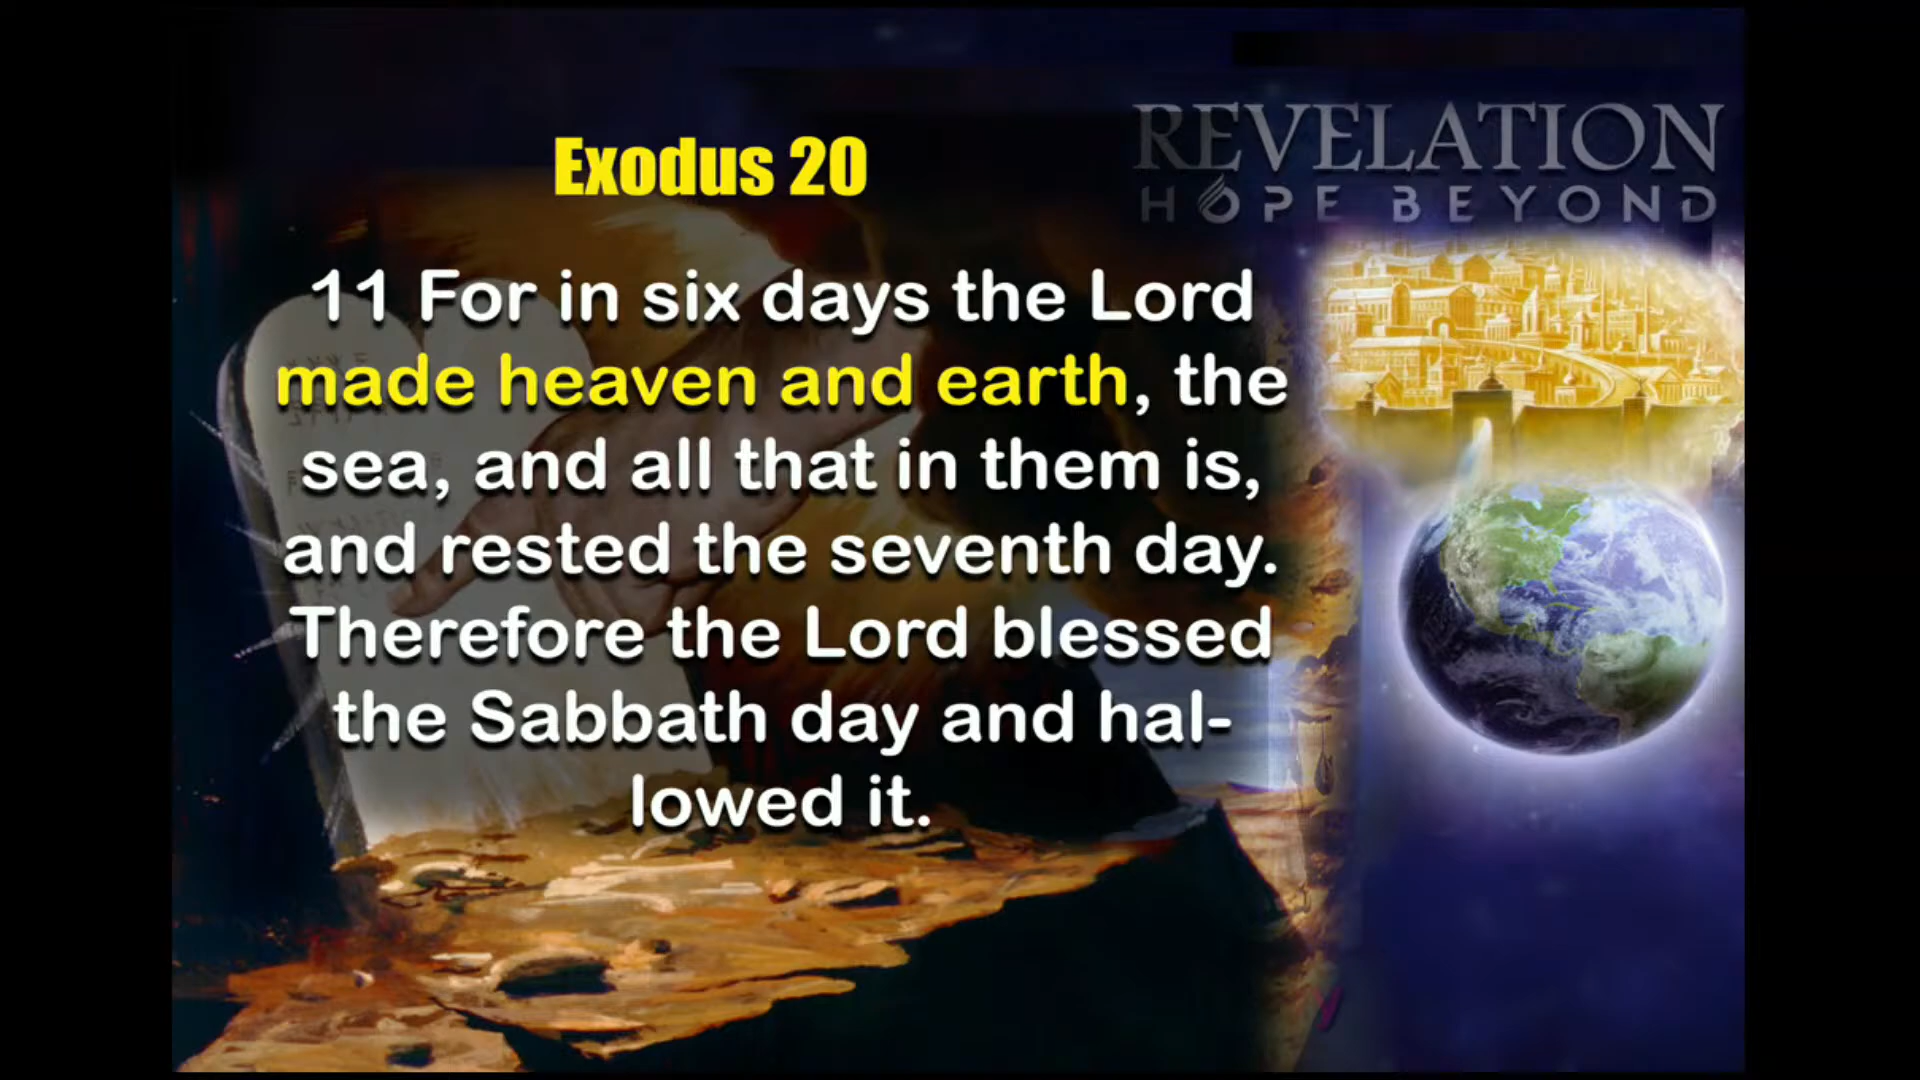 REVELATION
HOPE BEYOND
Exodus 20
11 For in six days the Lord
made heaven and earth, the
sea, and all that in them is,
and rested the seventh day.
Therefore the Lord blessed
the Sabbath day and hal-
lowed it.